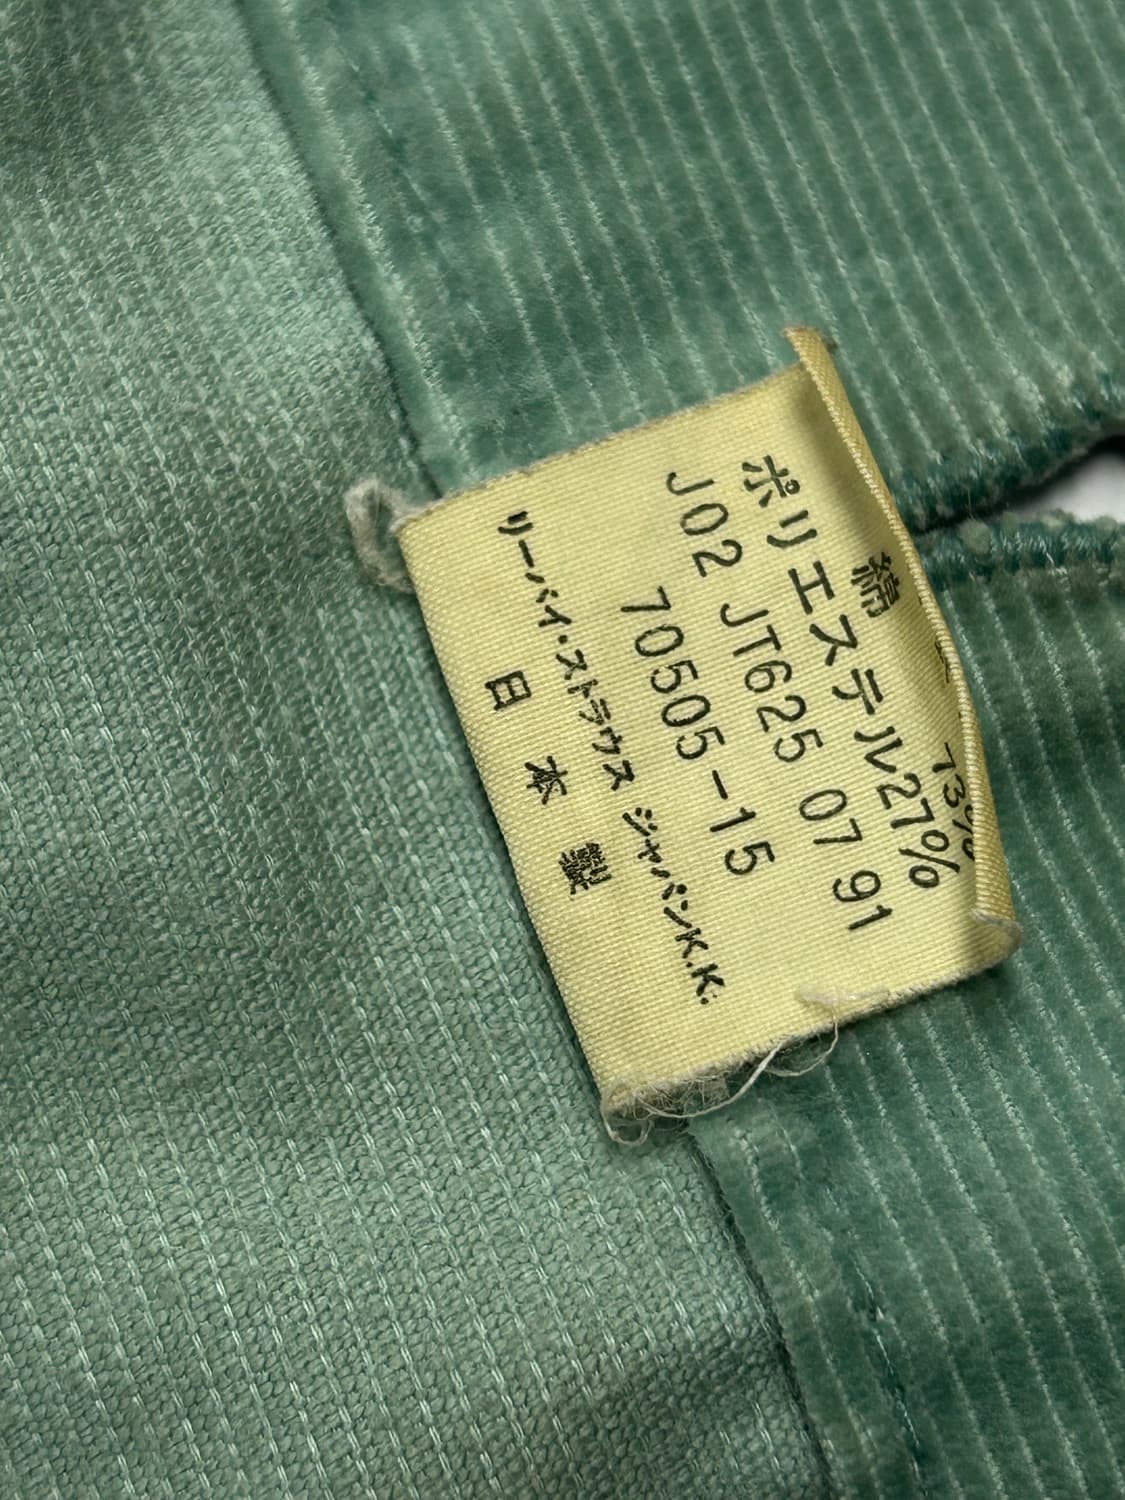 綿 73%
ポリエステル27%
J02 JT625 07 91
70505-15
リーバイ・ストラウス ジャパンK.K.
日本製